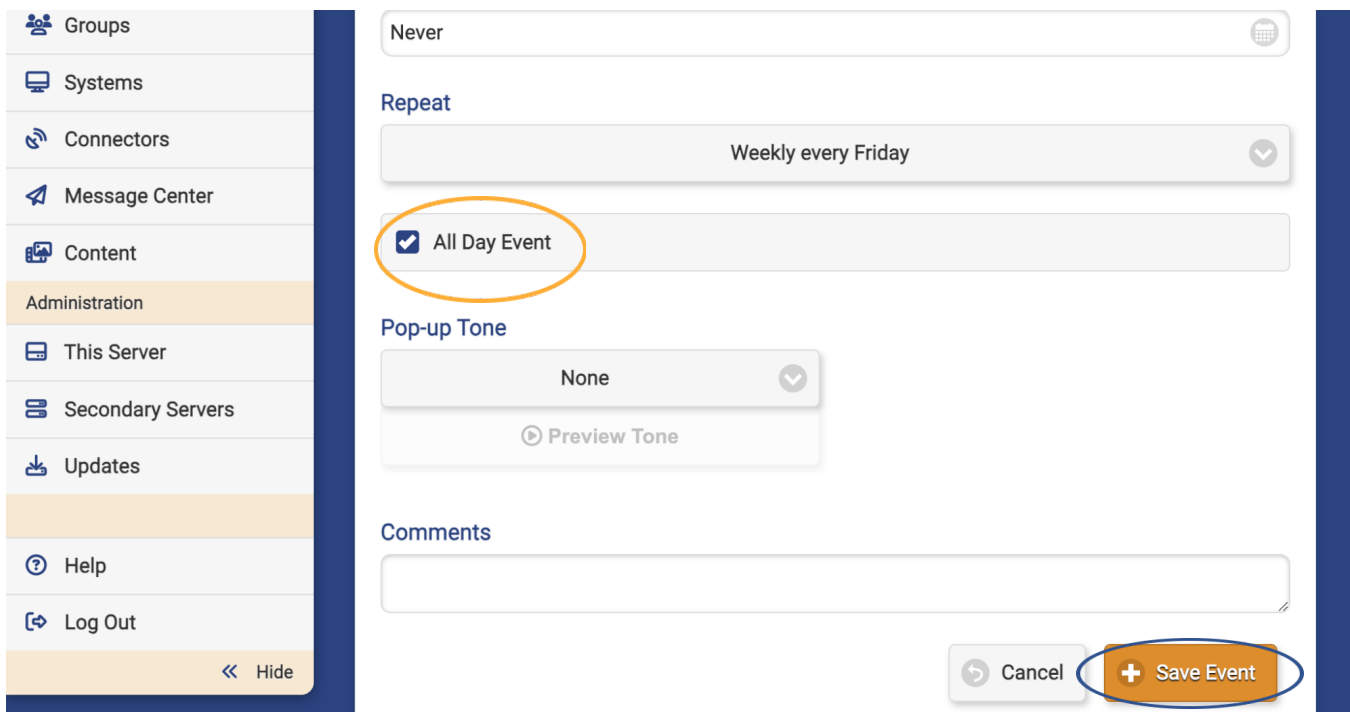 Groups
Systems
Connectors
Message Center
Content
Administration
This Server
Secondary Servers
Updates
Help
Log Out
Hide
Never
Repeat
Weekly every Friday
All Day Event
Pop-up Tone
None
Preview Tone
Comments
Cancel
Save Event